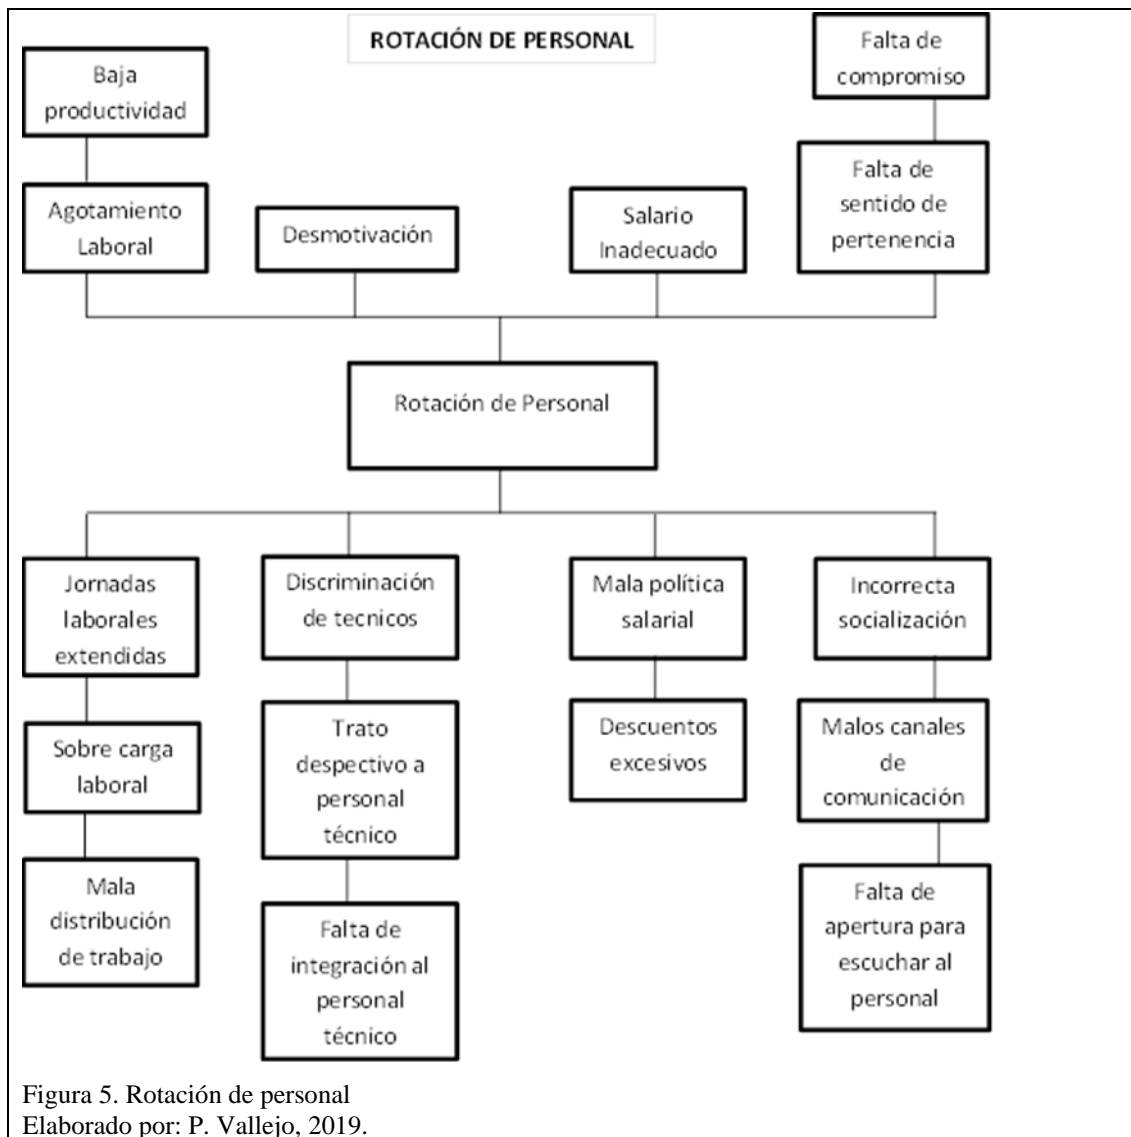 ROTACIÓN DE PERSONAL
Baja
productividad
Falta de
compromiso
Agotamiento
Laboral
Desmotivación
Salario
Inadecuado
Falta de
sentido de
pertenencia
Rotación de Personal
Jornadas
laborales
extendidas
Discriminación
de tecnicos
Mala política
salarial
Incorrecta
socialización
Sobre carga
laboral
Trato
despectivo a
personal
técnico
Descuentos
excesivos
Malos canales
de
comunicación
Mala
distribución
de trabajo
Falta de
integración al
personal
técnico
Falta de
apertura para
escuchar al
personal
Figura 5. Rotación de personal
Elaborado por: P. Vallejo, 2019.